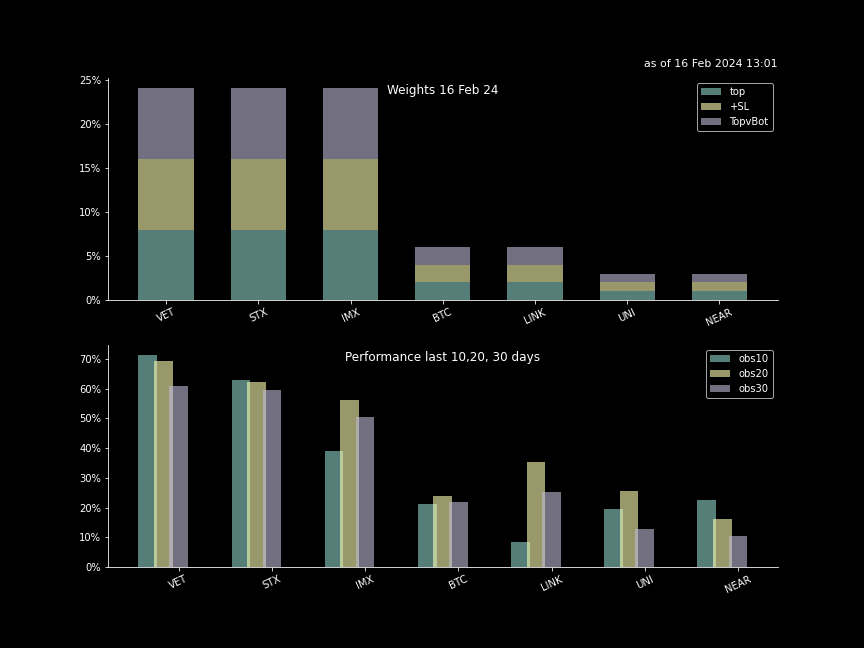 as of 16 Feb 2024 13:01
Weights 16 Feb 24
25%
20%
15%
10%
5%
0%
top
+SL
TopvBot
VET STX IMX BTC LINK UNI NEAR
Performance last 10,20, 30 days
70%
60%
50%
40%
30%
20%
10%
0%
obs10
obs20
obs30
VET STX IMX BTC LINK UNI NEAR